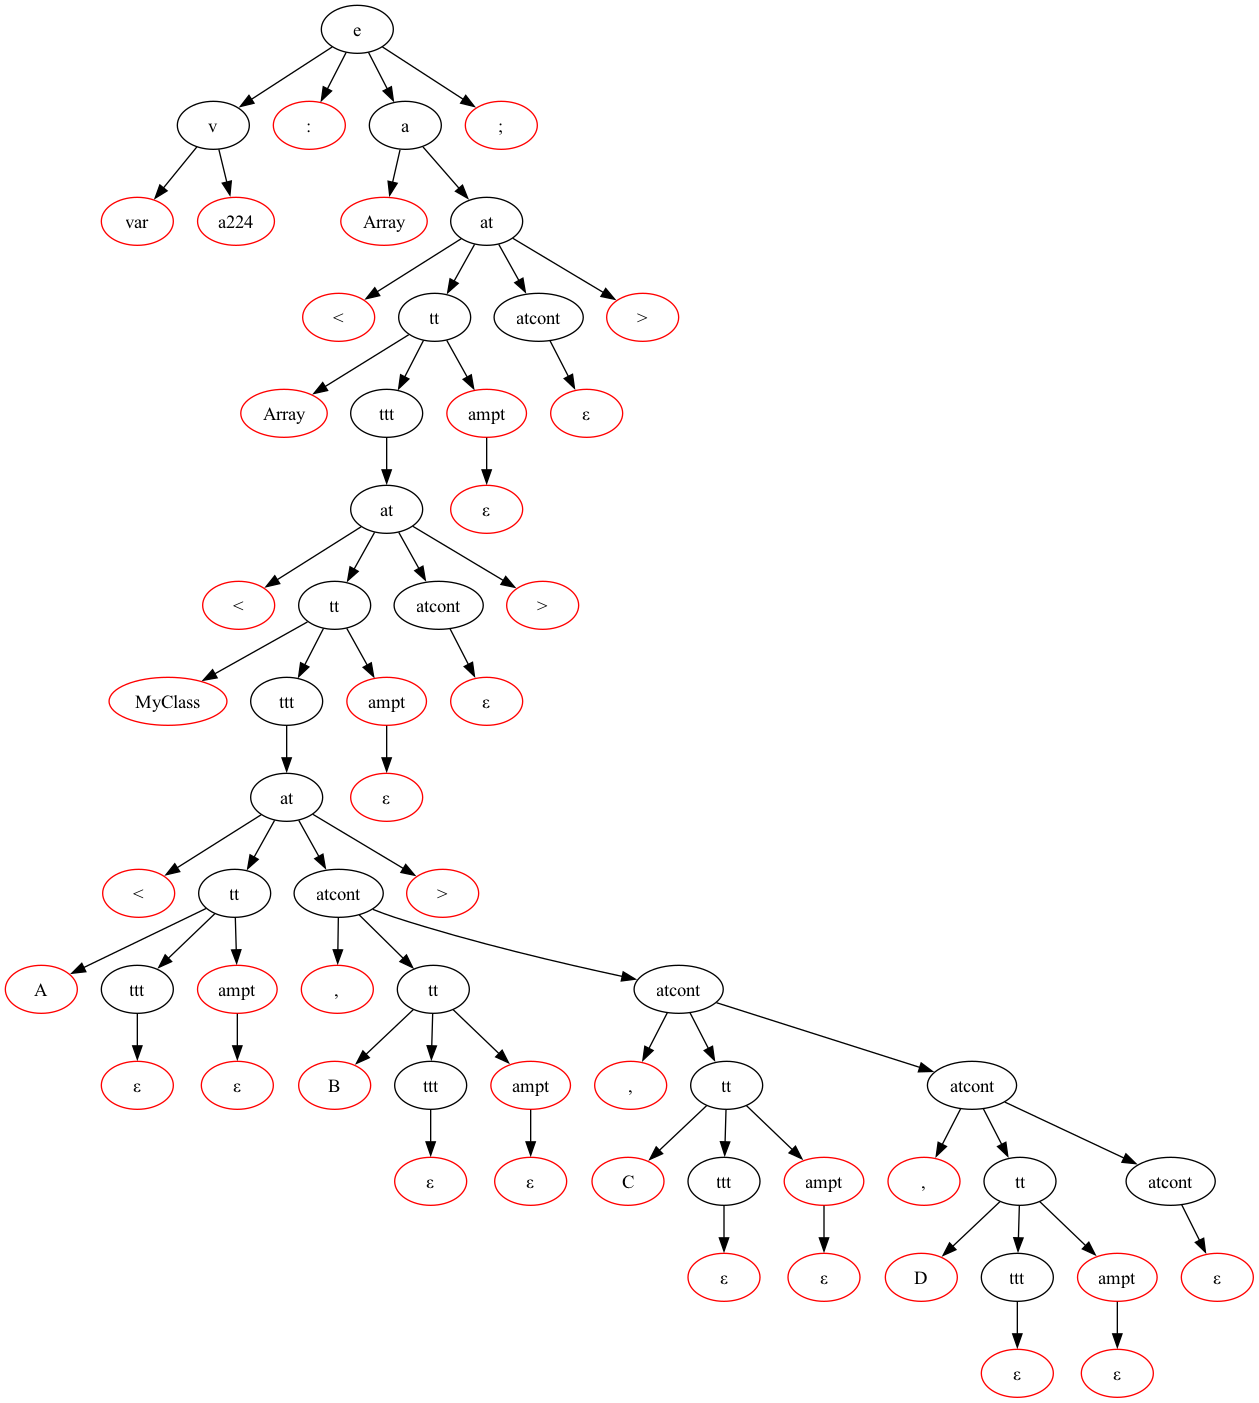 e
v : a ;
var a224 Array at
< tt atcont >
Array ttt ampt ε
at ε
< tt atcont >
MyClass ttt ampt ε
at ε
< tt atcont >
A ttt ampt , tt atcont
ε ε B ttt ampt , tt atcont
ε ε C ttt ampt , tt atcont
ε ε D ttt ampt ε
ε ε